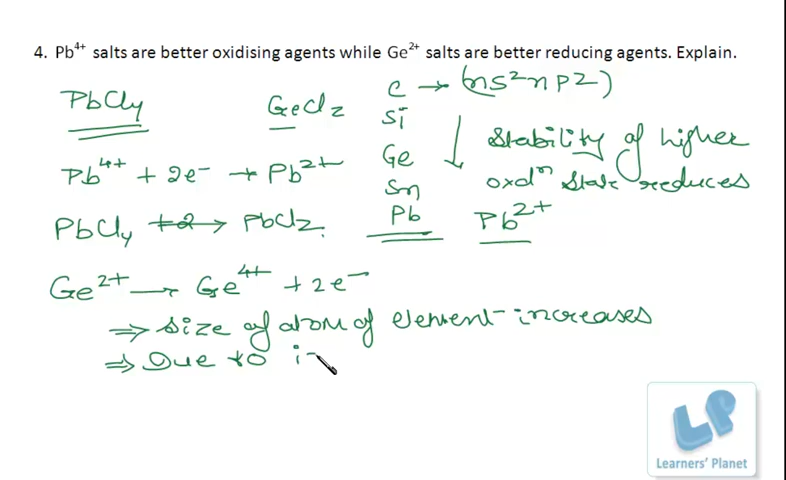 4. Pb⁴⁺ salts are better oxidising agents while Ge²⁺ salts are better reducing agents. Explain.
PbCl4 GeCl2 C → (ns²np2)
Si
Ge Stability of higher
oxdⁿ State reduces
Sn
Pb Pb²⁺
Pb⁴⁺ + 2e⁻ → Pb²⁺
PbCl4 → PbCl2.
Ge²⁺ → Ge⁴⁺ + 2e⁻
⇒ Size of atom of element increases
⇒ Due to
LP
Learners' Planet